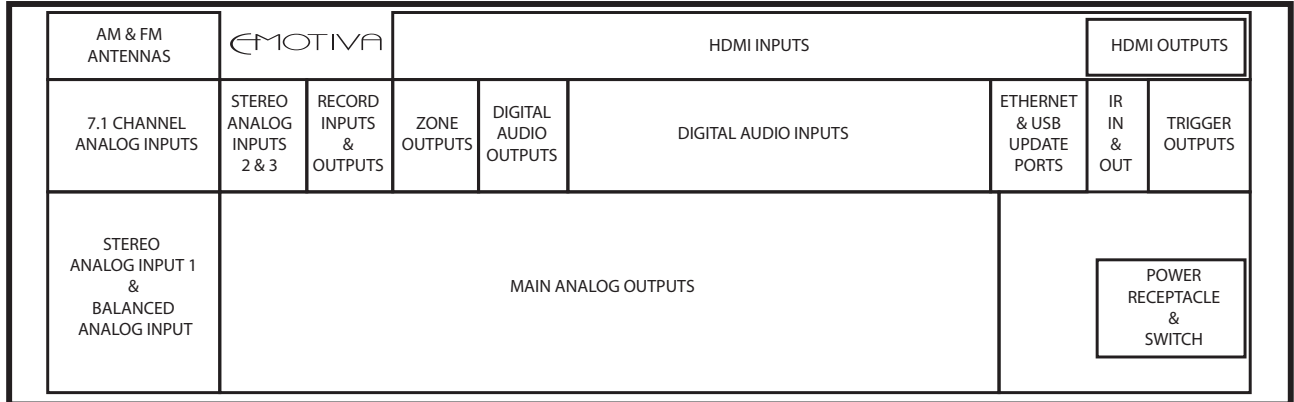 AM & FM
ANTENNAS
EMOTIVA
HDMI INPUTS
HDMI OUTPUTS
7.1 CHANNEL
ANALOG INPUTS
STEREO
ANALOG
INPUTS
2 & 3
RECORD
INPUTS
&
OUTPUTS
ZONE
OUTPUTS
DIGITAL
AUDIO
OUTPUTS
DIGITAL AUDIO INPUTS
ETHERNET
& USB
UPDATE
PORTS
IR
IN
&
OUT
TRIGGER
OUTPUTS
STEREO
ANALOG INPUT 1
&
BALANCED
ANALOG INPUT
MAIN ANALOG OUTPUTS
POWER
RECEPTACLE
&
SWITCH